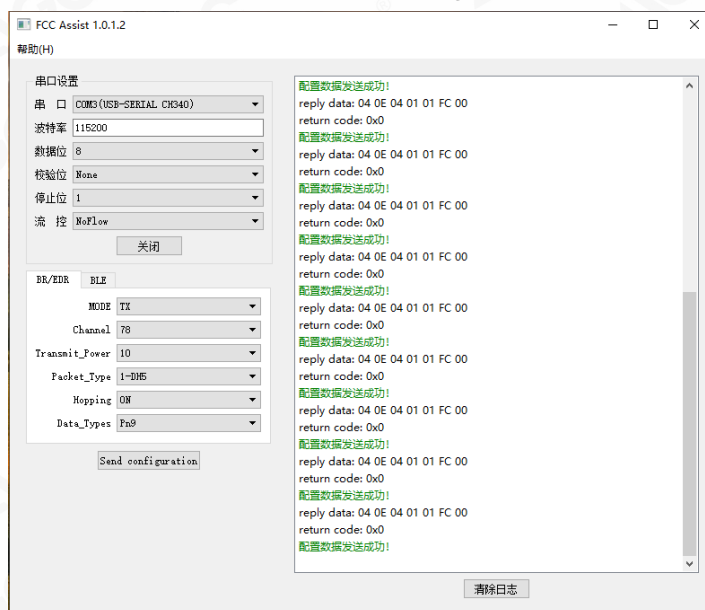 FCC Assist 1.0.1.2
帮助(H)
串口设置
串 口 COM3(USB-SERIAL CH340)
波特率 115200
数据位 8
校验位 None
停止位 1
流 控 NoFlow
关闭
BR/EDR BLE
MODE TX
Channel 78
Transmit_Power 10
Packet_Type 1-DH5
Hopping ON
Data_Types Pn9
Send configuration
配置数据发送成功!
reply data: 04 0E 04 01 01 FC 00
return code: 0x0
配置数据发送成功!
reply data: 04 0E 04 01 01 FC 00
return code: 0x0
配置数据发送成功!
reply data: 04 0E 04 01 01 FC 00
return code: 0x0
配置数据发送成功!
reply data: 04 0E 04 01 01 FC 00
return code: 0x0
配置数据发送成功!
reply data: 04 0E 04 01 01 FC 00
return code: 0x0
配置数据发送成功!
reply data: 04 0E 04 01 01 FC 00
return code: 0x0
配置数据发送成功!
reply data: 04 0E 04 01 01 FC 00
return code: 0x0
配置数据发送成功!
reply data: 04 0E 04 01 01 FC 00
return code: 0x0
配置数据发送成功!
reply data: 04 0E 04 01 01 FC 00
return code: 0x0
配置数据发送成功!
清除日志